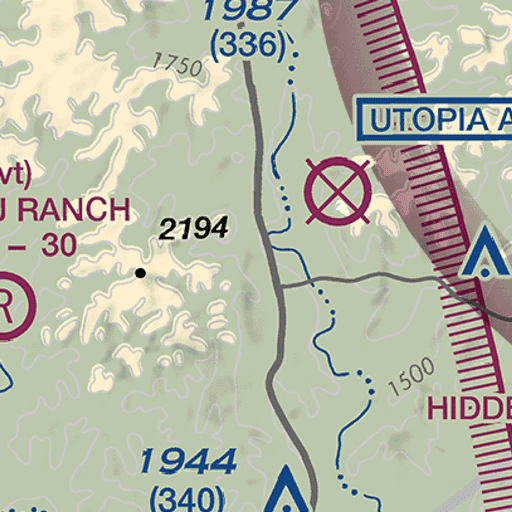 1987
(336)
1750
UTOPIA A
vt)
J RANCH
2194
- 30
R
1500
HIDDE
1944
(340)